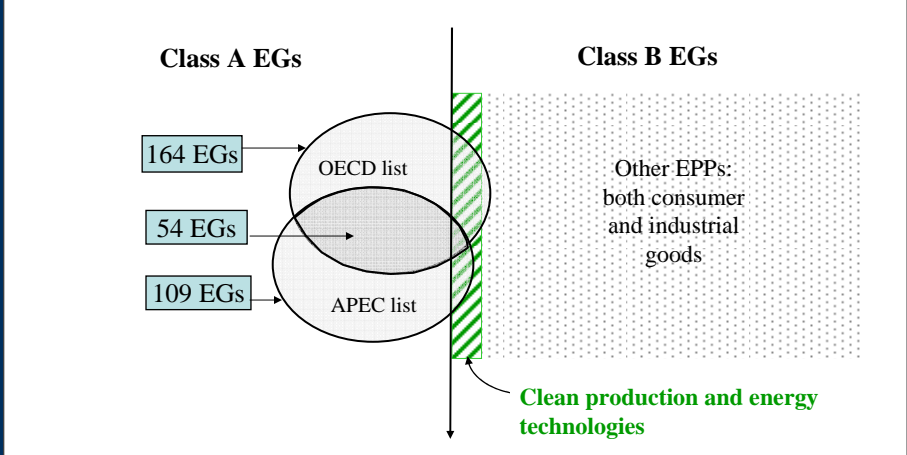 Class A EGs
Class B EGs
164 EGs
OECD list
54 EGs
109 EGs
APEC list
Other EPPs:
both consumer
and industrial
goods
Clean production and energy
technologies